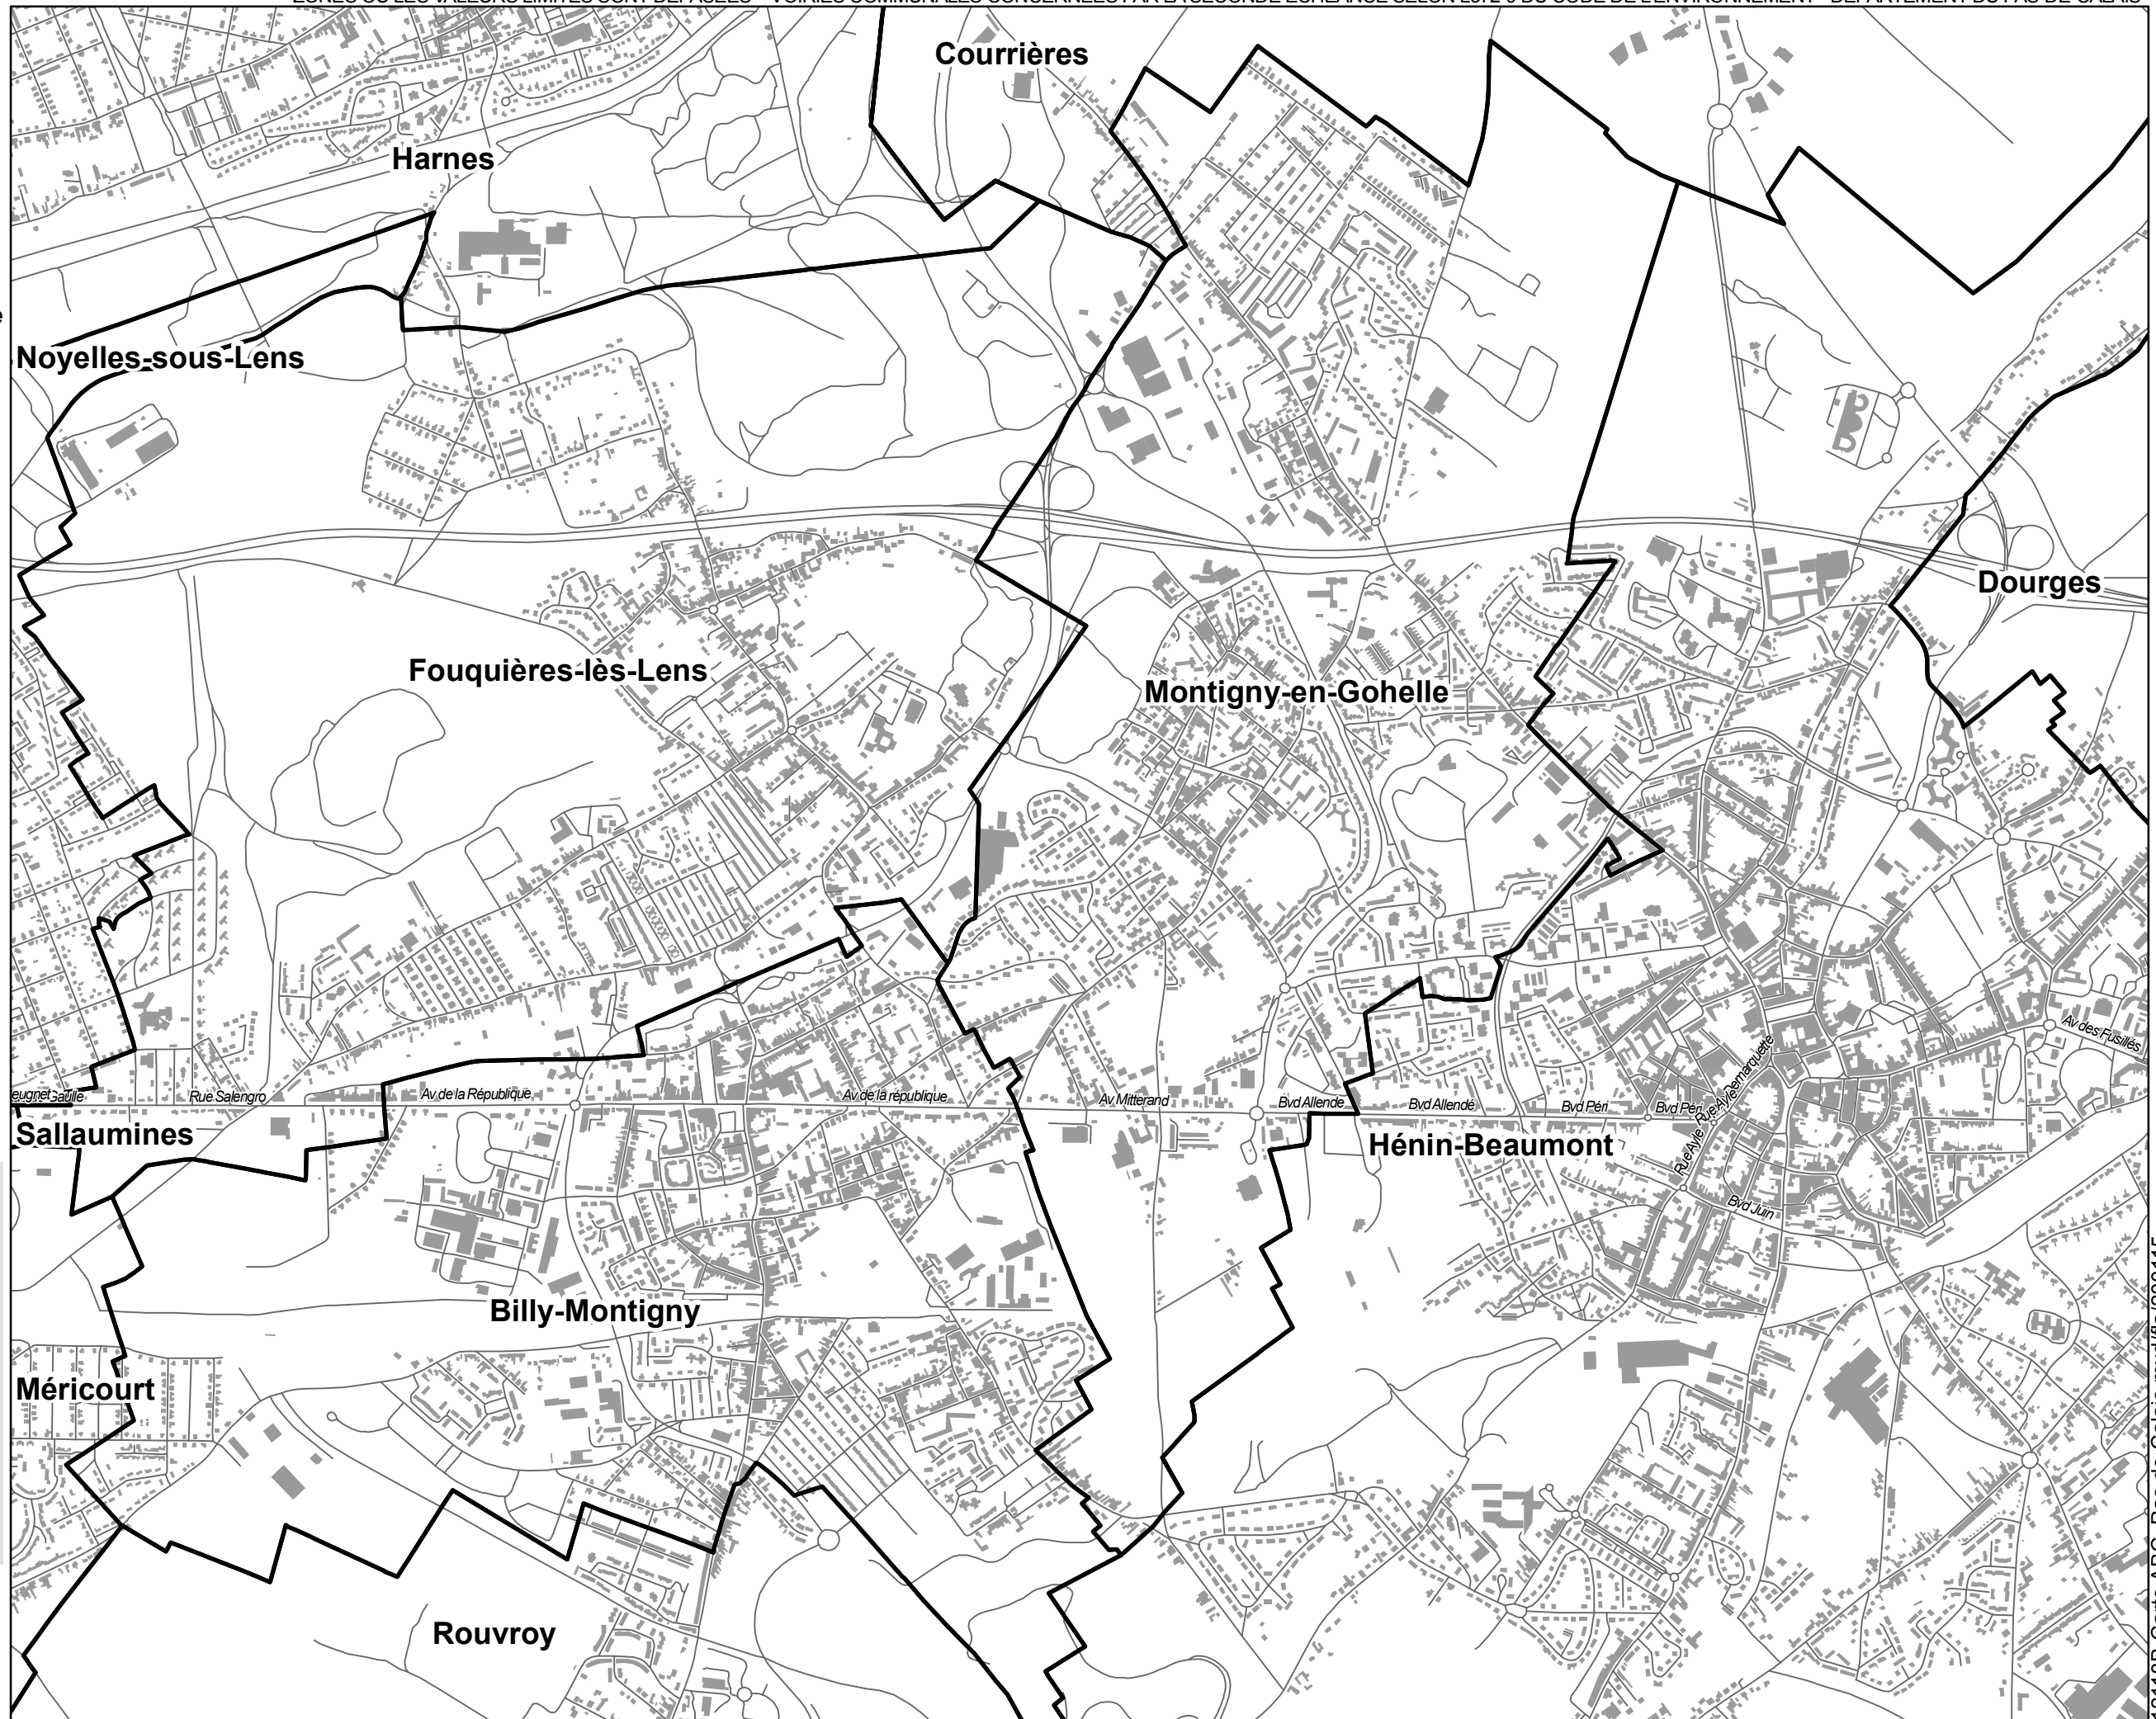 Courrières
Harnes
Noyelles-sous-Lens
Dourges
Fouquières-lès-Lens
Montigny-en-Gohelle
Av des Fusillés
Rue Salengro
Av de la République
Av de la république
Av Mitterand
Bvd Allende
Bvd Allendé
Bvd Péri
Bvd Péri
Sallaumines
Hénin-Beaumont
Bvd Juin
Billy-Montigny
Méricourt
Rouvroy